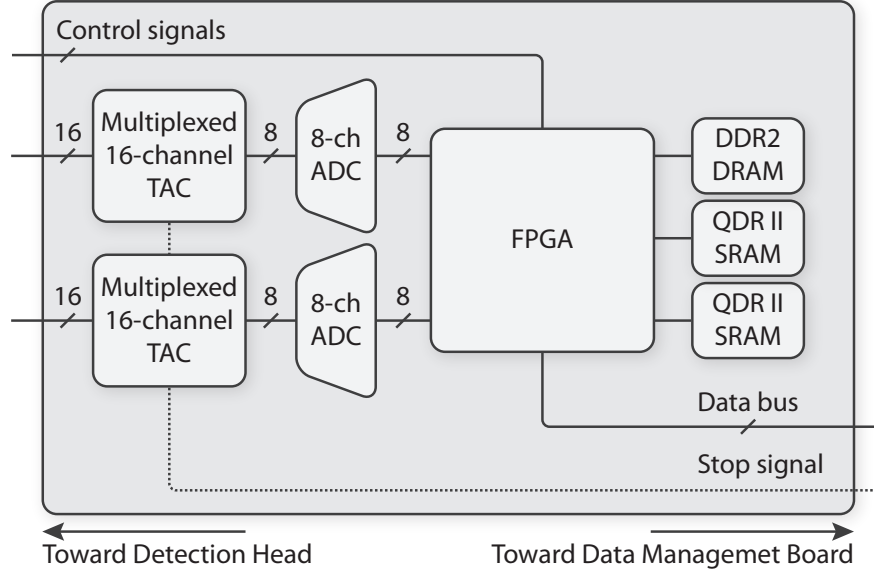 Control signals
16
Multiplexed
16-channel
TAC
8
8-ch
ADC
8
FPGA
DDR2
DRAM
QDR II
SRAM
16
Multiplexed
16-channel
TAC
8
8-ch
ADC
8
QDR II
SRAM
Data bus
Stop signal
Toward Detection Head
Toward Data Managemet Board